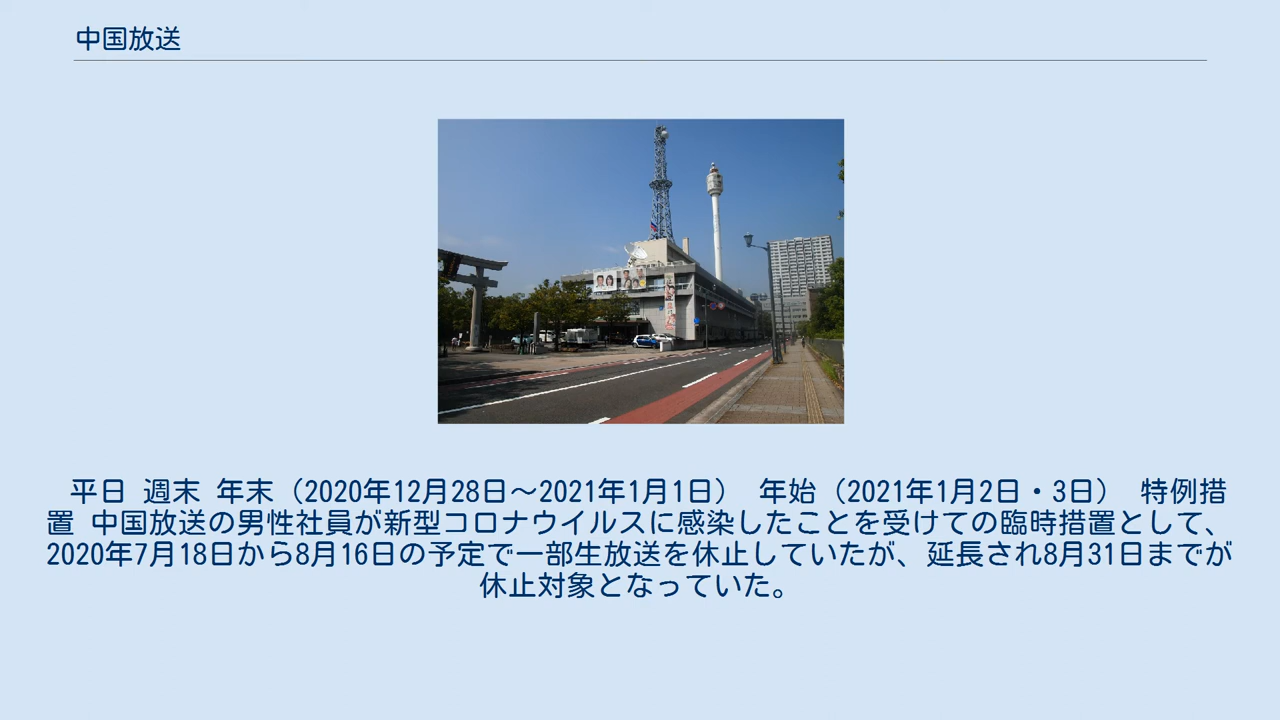 中国放送
平日 週末 年末（2020年12月28日～2021年1月1日） 年始（2021年1月2日・3日） 特例措
置 中国放送の男性社員が新型コロナウイルスに感染したことを受けての臨時措置として、
2020年7月18日から8月16日の予定で一部生放送を休止していたが、延長され8月31日までが
休止対象となっていた。